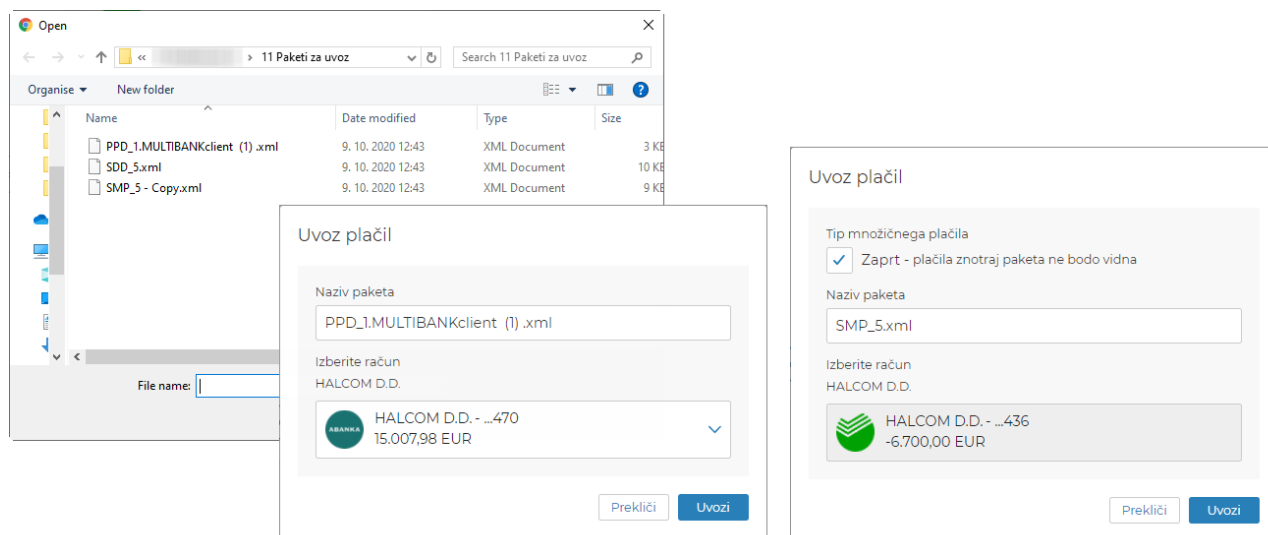 Open
« > 11 Paketi za uvoz
Search 11 Paketi za uvoz
Organise
New folder
?
Name Date modified Type Size
PPD_1.MULTIBANKclient (1) .xml 9. 10. 2020 12:43 XML Document 3 KB
SDD_5.xml 9. 10. 2020 12:43 XML Document 10 KB
SMP_5 - Copy.xml 9. 10. 2020 12:43 XML Document 9 KB
File name:
Uvoz plačil
Naziv paketa
PPD_1.MULTIBANKclient (1) .xml
Izberite račun
HALCOM D.D.
ABANKA
HALCOM D.D. - ...470
15.007,98 EUR
Prekliči
Uvozi
Uvoz plačil
Tip množičnega plačila
Zaprt - plačila znotraj paketa ne bodo vidna
Naziv paketa
SMP_5.xml
Izberite račun
HALCOM D.D.
HALCOM D.D. - ...436
-6.700,00 EUR
Prekliči
Uvozi